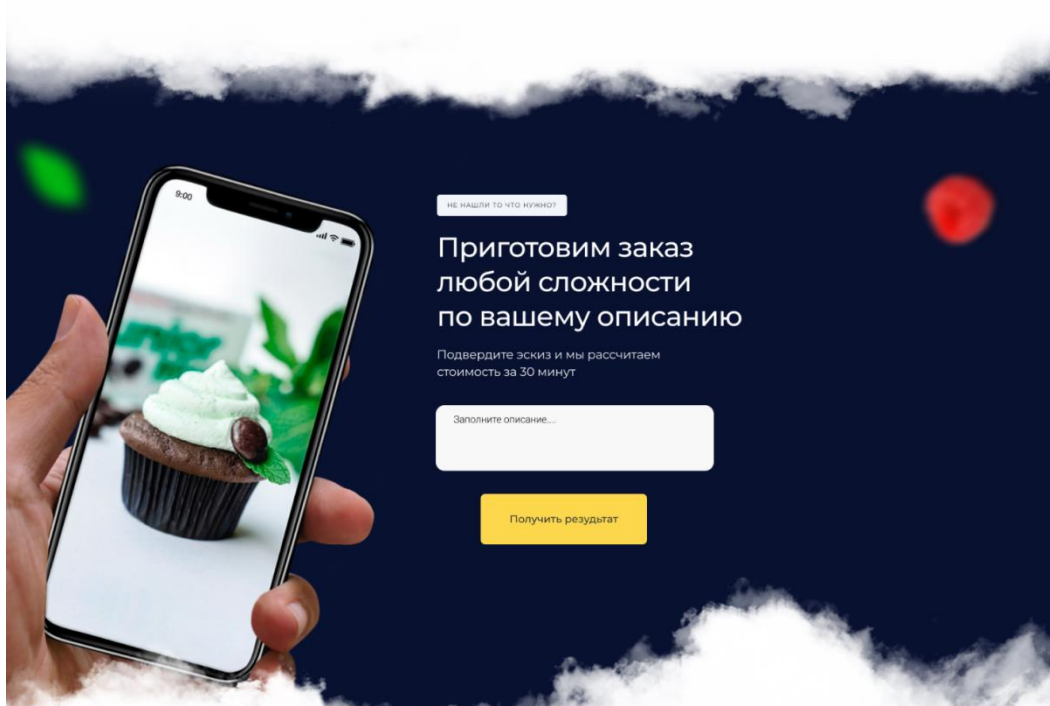 9:00
НЕ НАШЛИ ТО ЧТО НУЖНО?
Приготовим заказ
любой сложности
по вашему описанию
Подвердите эскиз и мы рассчитаем
стоимость за 30 минут
Заполните описание....
Получить резудьтат